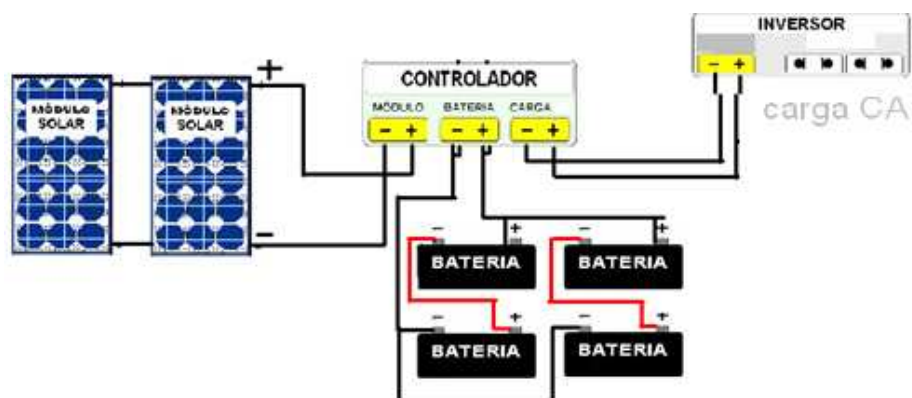 INVERSOR
- +
carga CA
CONTROLADOR
MÓDULO BATERIA CARGA
- + - + - +
+
-
MÓDULO
SOLAR
MÓDULO
SOLAR
- +
BATERIA
- +
BATERIA
- +
BATERIA
- +
BATERIA